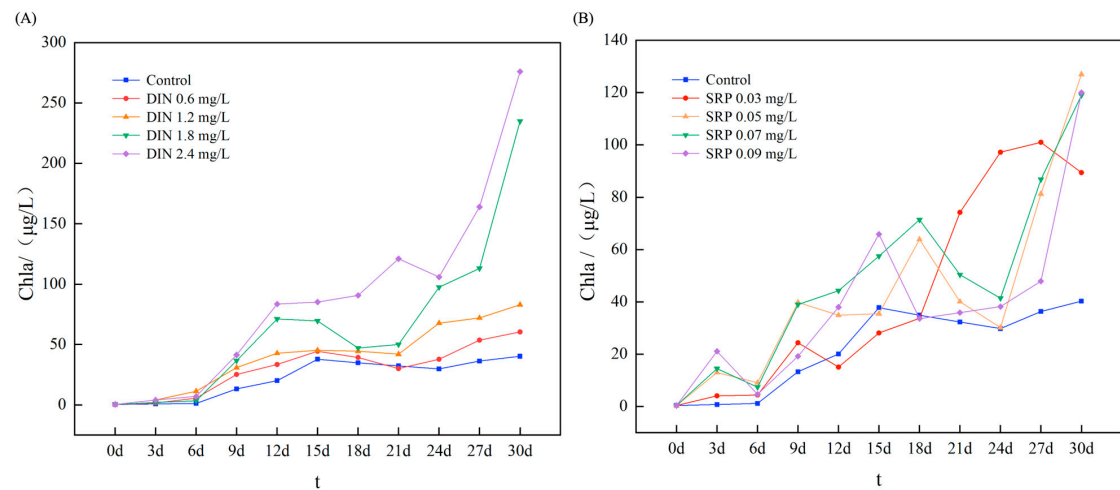 (A)
300
250
200
150
100
50
0
Chla/（μg/L）
Control
DIN 0.6 mg/L
DIN 1.2 mg/L
DIN 1.8 mg/L
DIN 2.4 mg/L
0d 3d 6d 9d 12d 15d 18d 21d 24d 27d 30d
t
(B)
140
120
100
80
60
40
20
0
Chla /（μg/L）
Control
SRP 0.03 mg/L
SRP 0.05 mg/L
SRP 0.07 mg/L
SRP 0.09 mg/L
0d 3d 6d 9d 12d 15d 18d 21d 24d 27d 30d
t